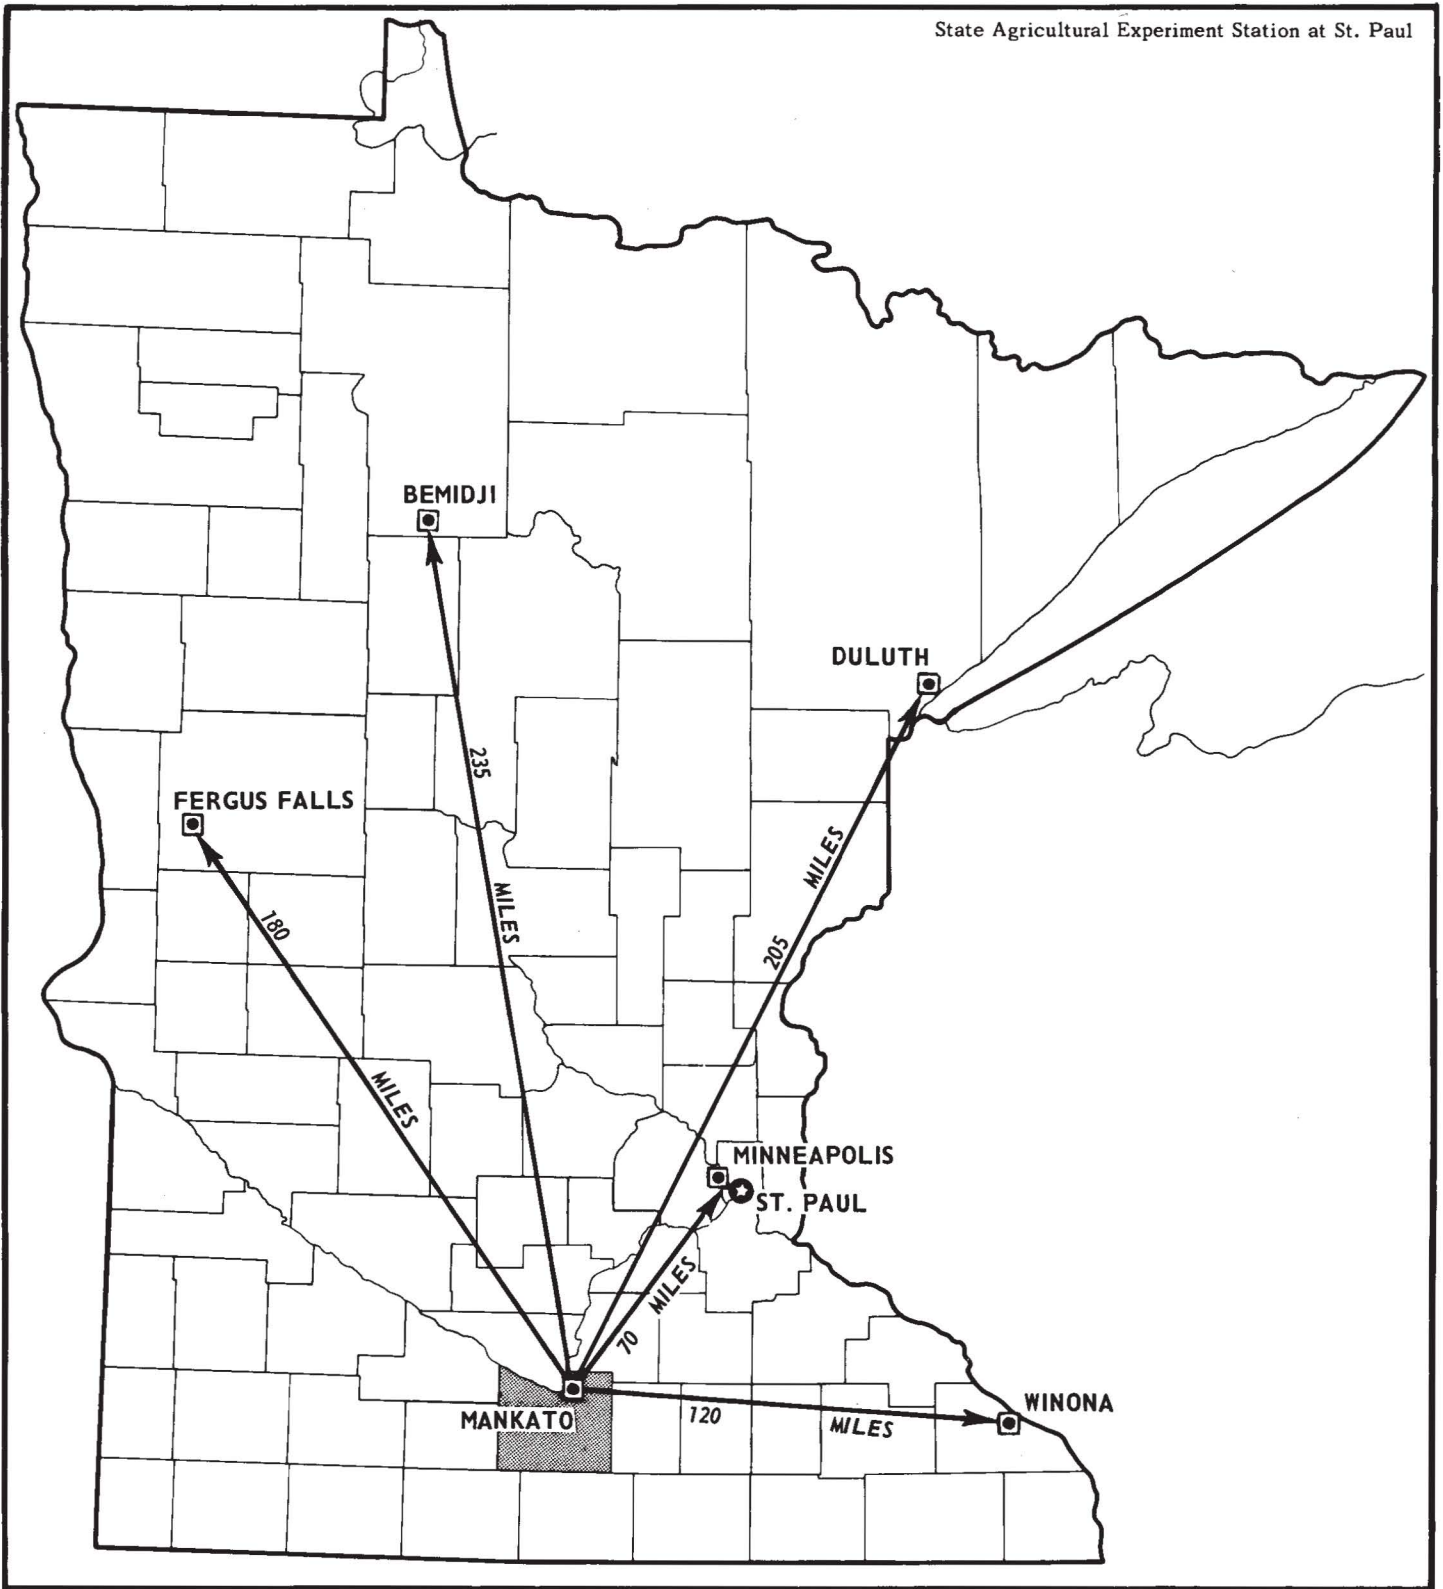 State Agricultural Experiment Station at St. Paul
BEMIDJI
DULUTH
235
FERGUS FALLS
MILES
MILES
180
205
MILES
MINNEAPOLIS
ST. PAUL
MILES
70
MANKATO
120
MILES
WINONA